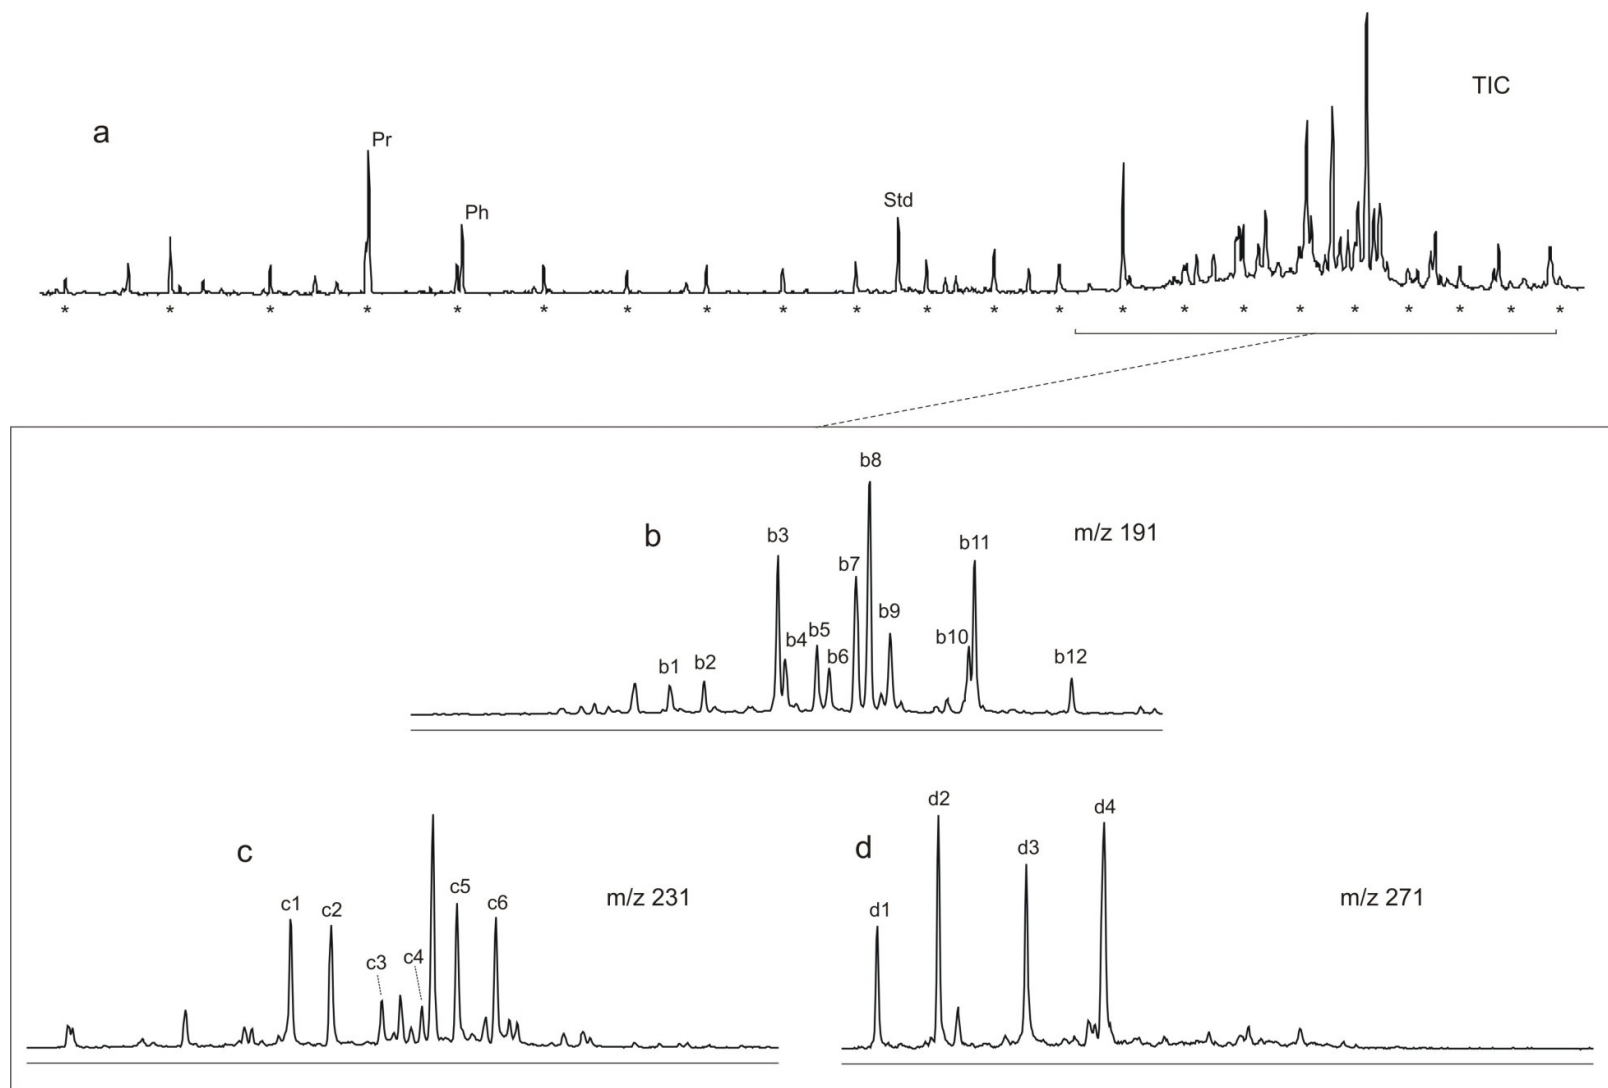 TIC
a
Pr
Ph
Std
* * * * * * * * * * * * * * * * * * * *
b8
b
m/z 191
b3
b11
b7
b9
b5
b4
b10
b6
b1
b2
b12
d2
d4
c
d
d3
c5
m/z 231
m/z 271
c1
c2
c6
d1
c4
c3